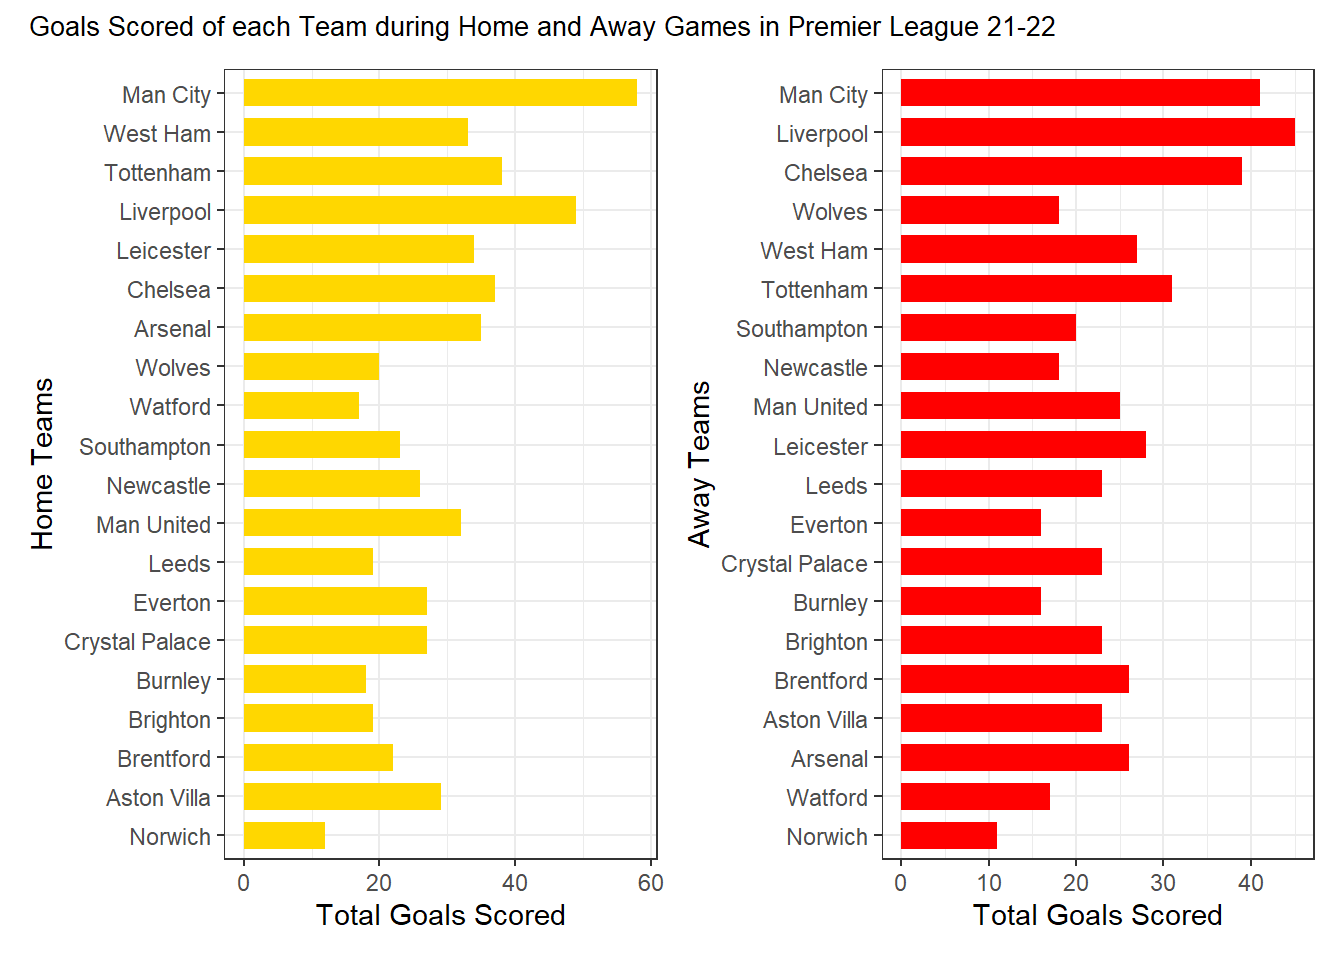 Goals Scored of each Team during Home and Away Games in Premier League 21-22
Home Teams
Man City
West Ham
Tottenham
Liverpool
Leicester
Chelsea
Arsenal
Wolves
Watford
Southampton
Newcastle
Man United
Leeds
Everton
Crystal Palace
Burnley
Brighton
Brentford
Aston Villa
Norwich
0 20 40 60
Total Goals Scored
Away Teams
Man City
Liverpool
Chelsea
Wolves
West Ham
Tottenham
Southampton
Newcastle
Man United
Leicester
Leeds
Everton
Crystal Palace
Burnley
Brighton
Brentford
Aston Villa
Arsenal
Watford
Norwich
0 10 20 30 40
Total Goals Scored